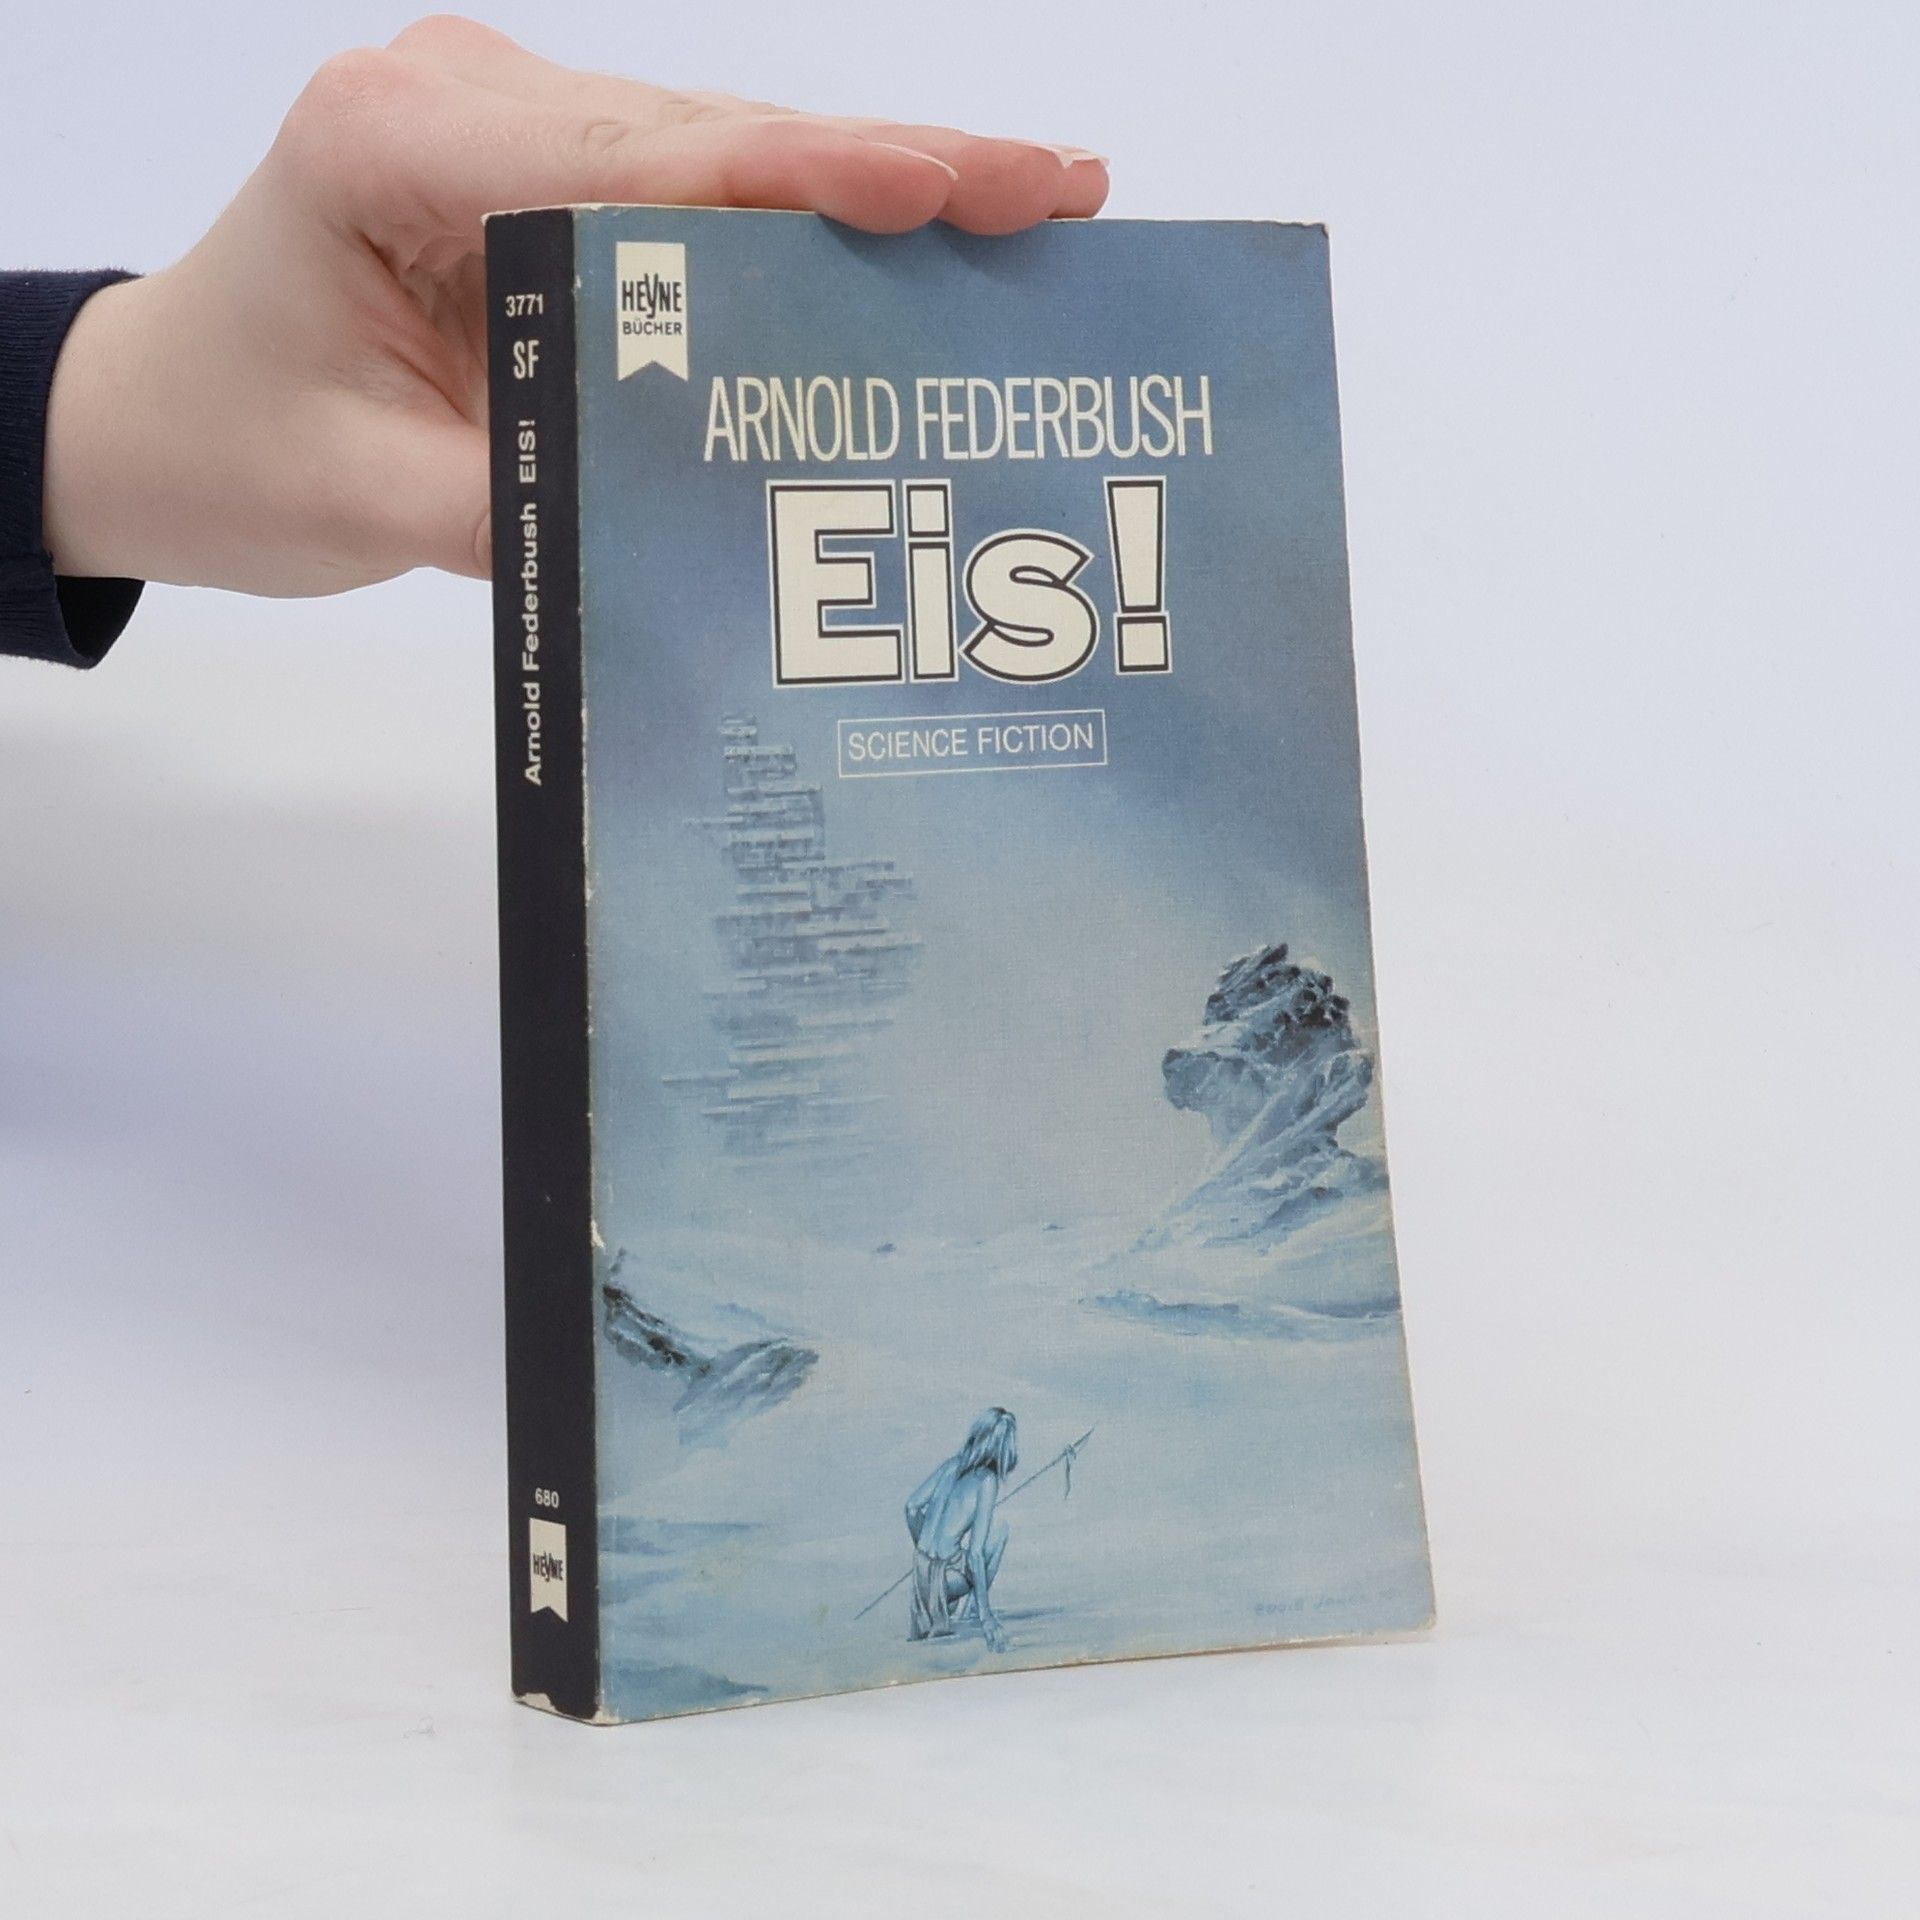 HEYNE
BÜCHER
ARNOLD FEDERBUSH
Eis!
SCIENCE FICTION
3771
SF
Arnold Federbush EIS!
680
HEYNE